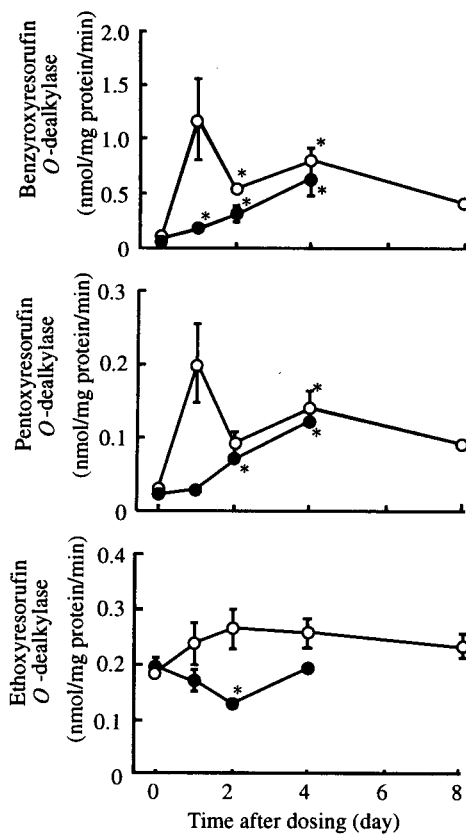 Benzyroxyresorufin
O-dealkylase
(nmol/mg protein/min)
2.0
1.5
1.0
0.5
0
*
*
*
*
*
Pentoxyresorufin
O-dealkylase
(nmol/mg protein/min)
0.3
0.2
0.1
0
*
*
*
Ethoxyresorufin
O-dealkylase
(nmol/mg protein/min)
0.4
0.3
0.2
0.1
0
*
0 2 4 6 8
Time after dosing (day)